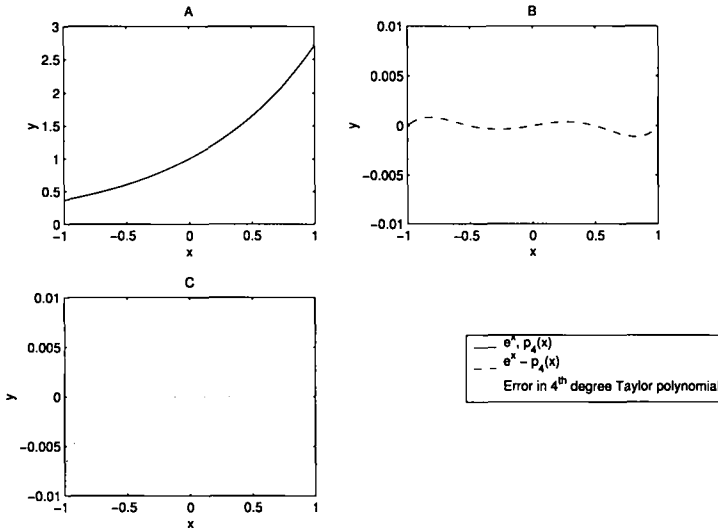 A
3
2.5
2
1.5
1
0.5
0
y
-1
-0.5
0
0.5
1
x
B
0.01
0.005
0
-0.005
-0.01
y
-1
-0.5
0
0.5
1
x
C
0.01
0.005
0
-0.005
-0.01
y
-1
-0.5
0
0.5
1
x
e^x, p_4(x)
e^x – p_4(x)
Error in 4^th degree Taylor polynomial